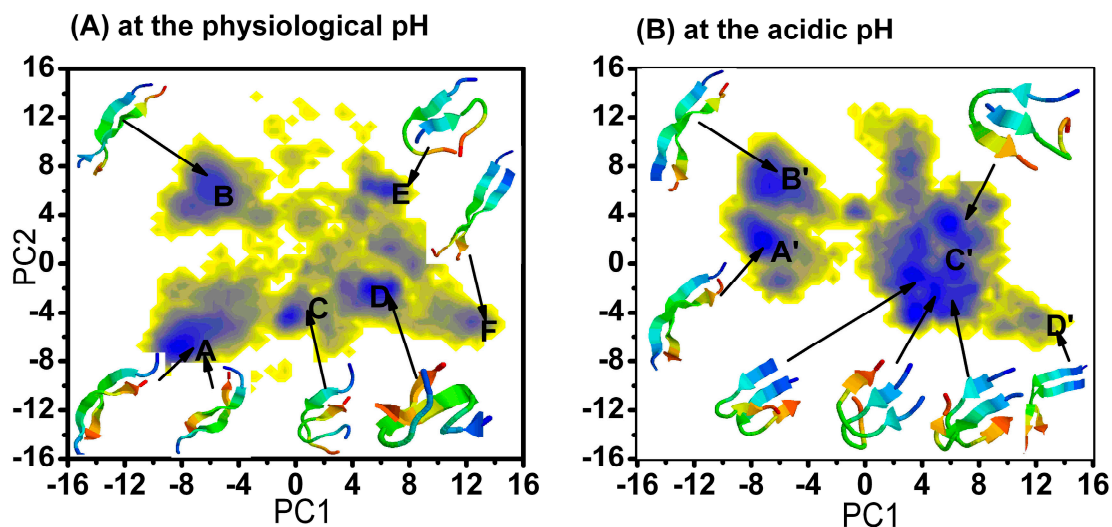 (A) at the physiological pH
(B) at the acidic pH
16
12
8
4
0
-4
-8
-12
-16
PC2
B
E
C
D
F
A
-16 -12 -8 -4 0 4 8 12 16
PC1
16
12
8
4
0
-4
-8
-12
-16
B'
A'
C'
D'
-16 -12 -8 -4 0 4 8 12 16
PC1